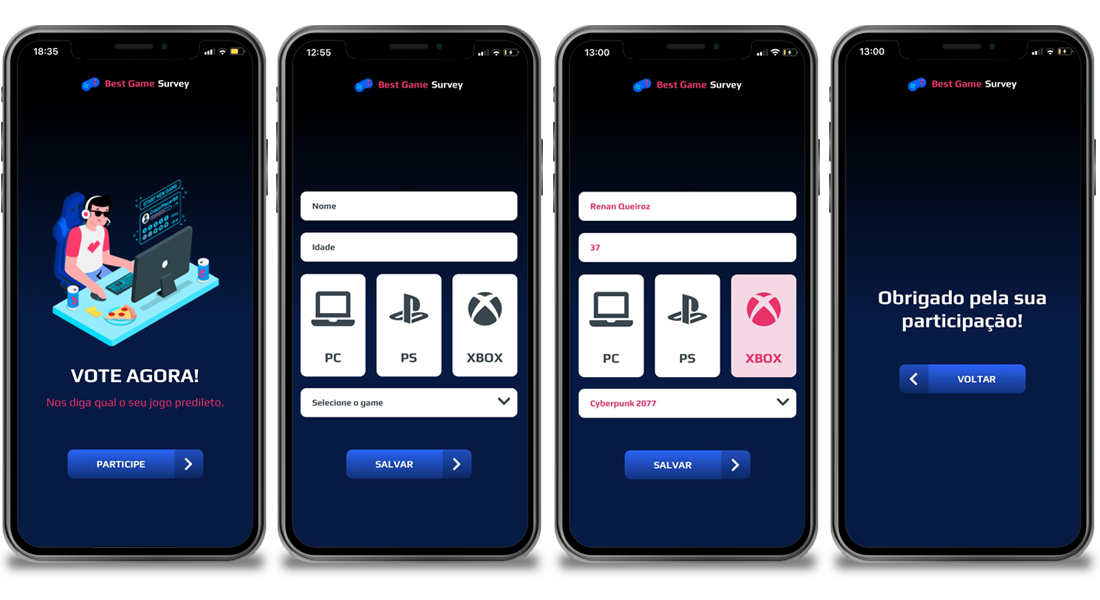 18:35
Best Game Survey
START NEW GAME
VOTE AGORA!
Nos diga qual o seu jogo predileto.
PARTICIPE
12:55
Best Game Survey
Nome
Idade
PC
PS
XBOX
Selecione o game
SALVAR
13:00
Best Game Survey
Renan Queiroz
37
PC
PS
XBOX
Cyberpunk 2077
SALVAR
13:00
Best Game Survey
Obrigado pela sua
participação!
VOLTAR